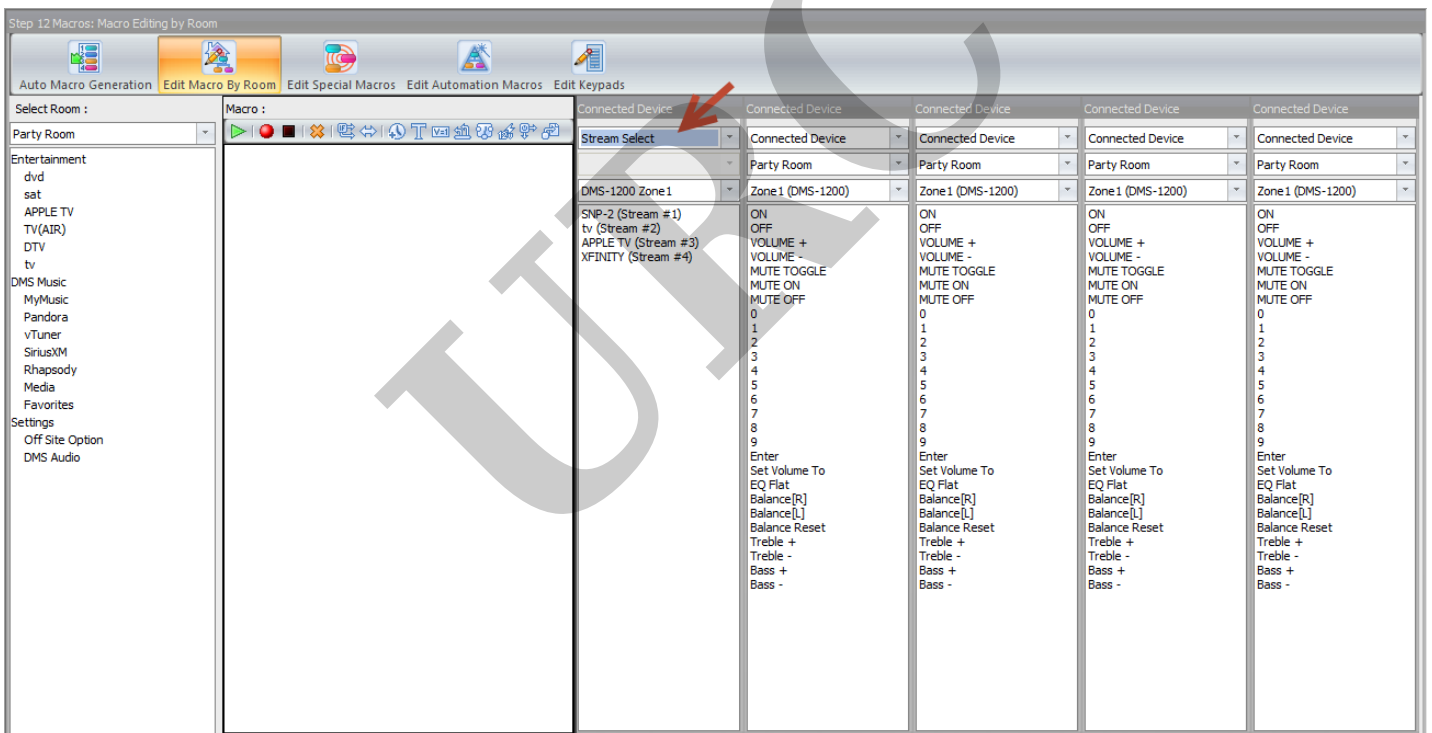 Step 12 Macros: Macro Editing by Room
Auto Macro Generation
Edit Macro By Room
Edit Special Macros
Edit Automation Macros
Edit Keypads
Select Room :
Party Room
Entertainment
dvd
sat
APPLE TV
TV(AIR)
DTV
tv
DMS Music
MyMusic
Pandora
vTuner
SiriusXM
Rhapsody
Media
Favorites
Settings
Off Site Option
DMS Audio
Macro :
Connected Device
Stream Select
DMS-1200 Zone1
SNP-2 (Stream #1)
tv (Stream #2)
APPLE TV (Stream #3)
XFINITY (Stream #4)
Connected Device
Connected Device
Party Room
Zone1 (DMS-1200)
ON
OFF
VOLUME +
VOLUME -
MUTE TOGGLE
MUTE ON
MUTE OFF
0
1
2
3
4
5
6
7
8
9
Enter
Set Volume To
EQ Flat
Balance[R]
Balance[L]
Balance Reset
Treble +
Treble -
Bass +
Bass -
Connected Device
Connected Device
Party Room
Zone1 (DMS-1200)
ON
OFF
VOLUME +
VOLUME -
MUTE TOGGLE
MUTE ON
MUTE OFF
0
1
2
3
4
5
6
7
8
9
Enter
Set Volume To
EQ Flat
Balance[R]
Balance[L]
Balance Reset
Treble +
Treble -
Bass +
Bass -
Connected Device
Connected Device
Party Room
Zone1 (DMS-1200)
ON
OFF
VOLUME +
VOLUME -
MUTE TOGGLE
MUTE ON
MUTE OFF
0
1
2
3
4
5
6
7
8
9
Enter
Set Volume To
EQ Flat
Balance[R]
Balance[L]
Balance Reset
Treble +
Treble -
Bass +
Bass -
Connected Device
Connected Device
Party Room
Zone1 (DMS-1200)
ON
OFF
VOLUME +
VOLUME -
MUTE TOGGLE
MUTE ON
MUTE OFF
0
1
2
3
4
5
6
7
8
9
Enter
Set Volume To
EQ Flat
Balance[R]
Balance[L]
Balance Reset
Treble +
Treble -
Bass +
Bass -
URC